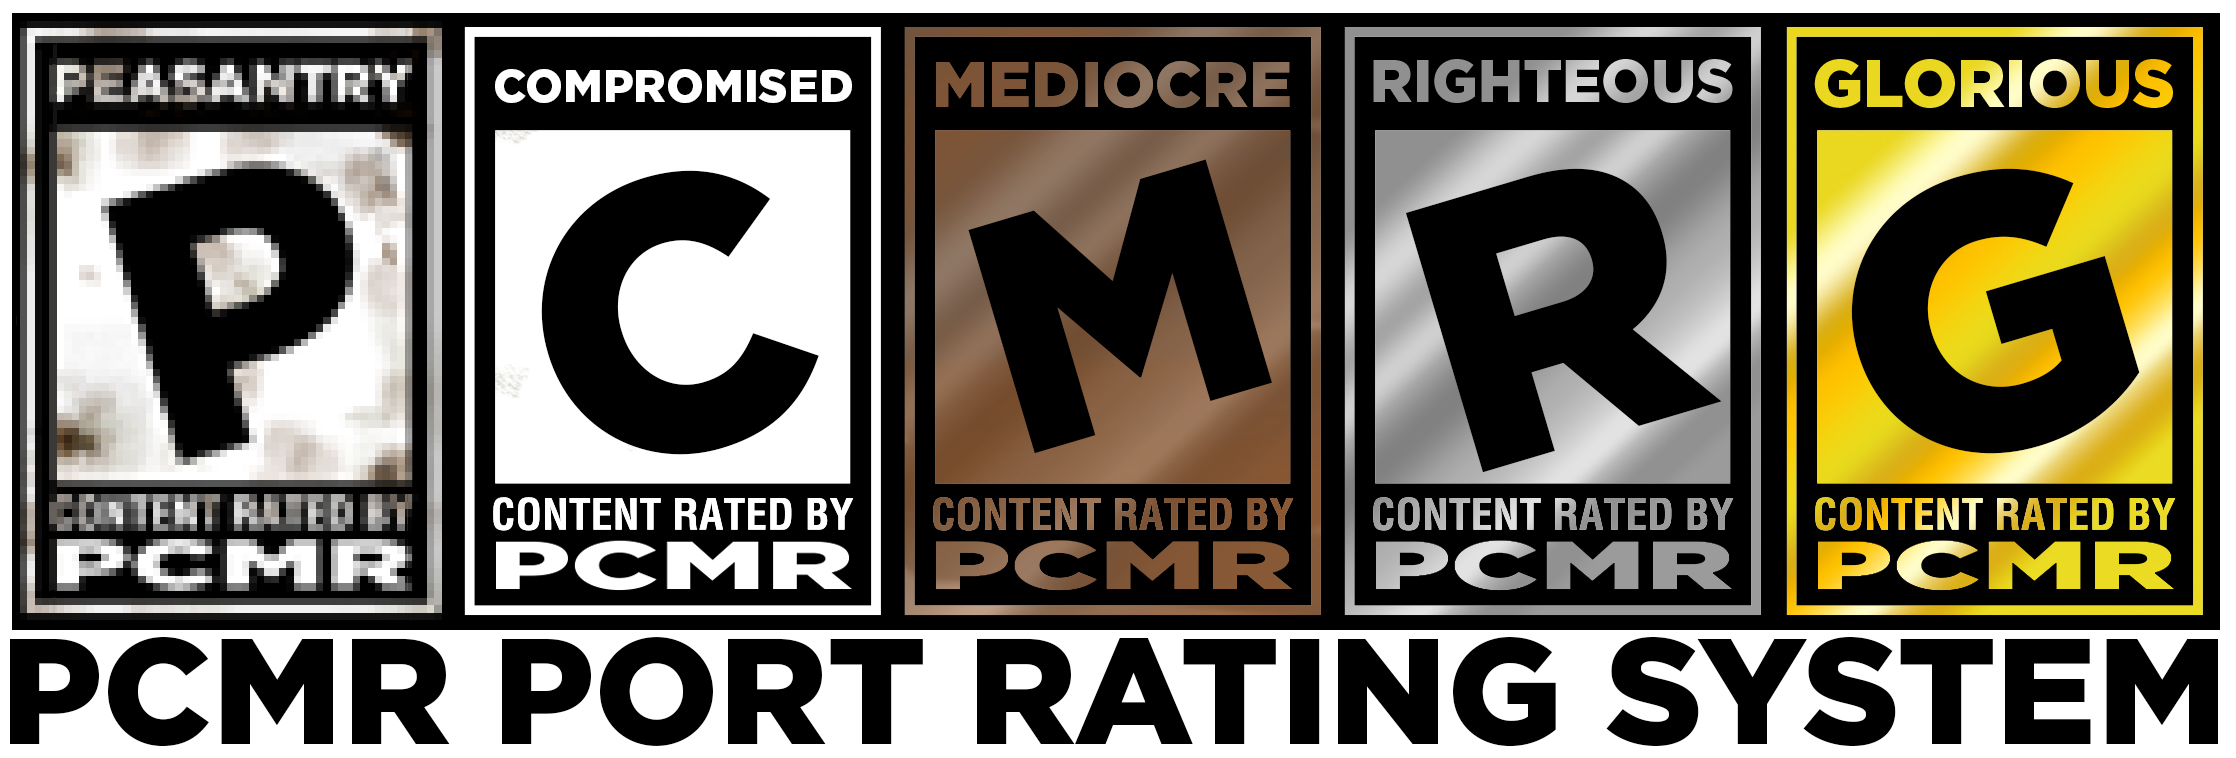 PEASANTRY
P
CONTENT RATED BY
PCMR
COMPROMISED
C
CONTENT RATED BY
PCMR
MEDIOCRE
M
CONTENT RATED BY
PCMR
RIGHTEOUS
R
CONTENT RATED BY
PCMR
GLORIOUS
G
CONTENT RATED BY
PCMR
PCMR PORT RATING SYSTEM